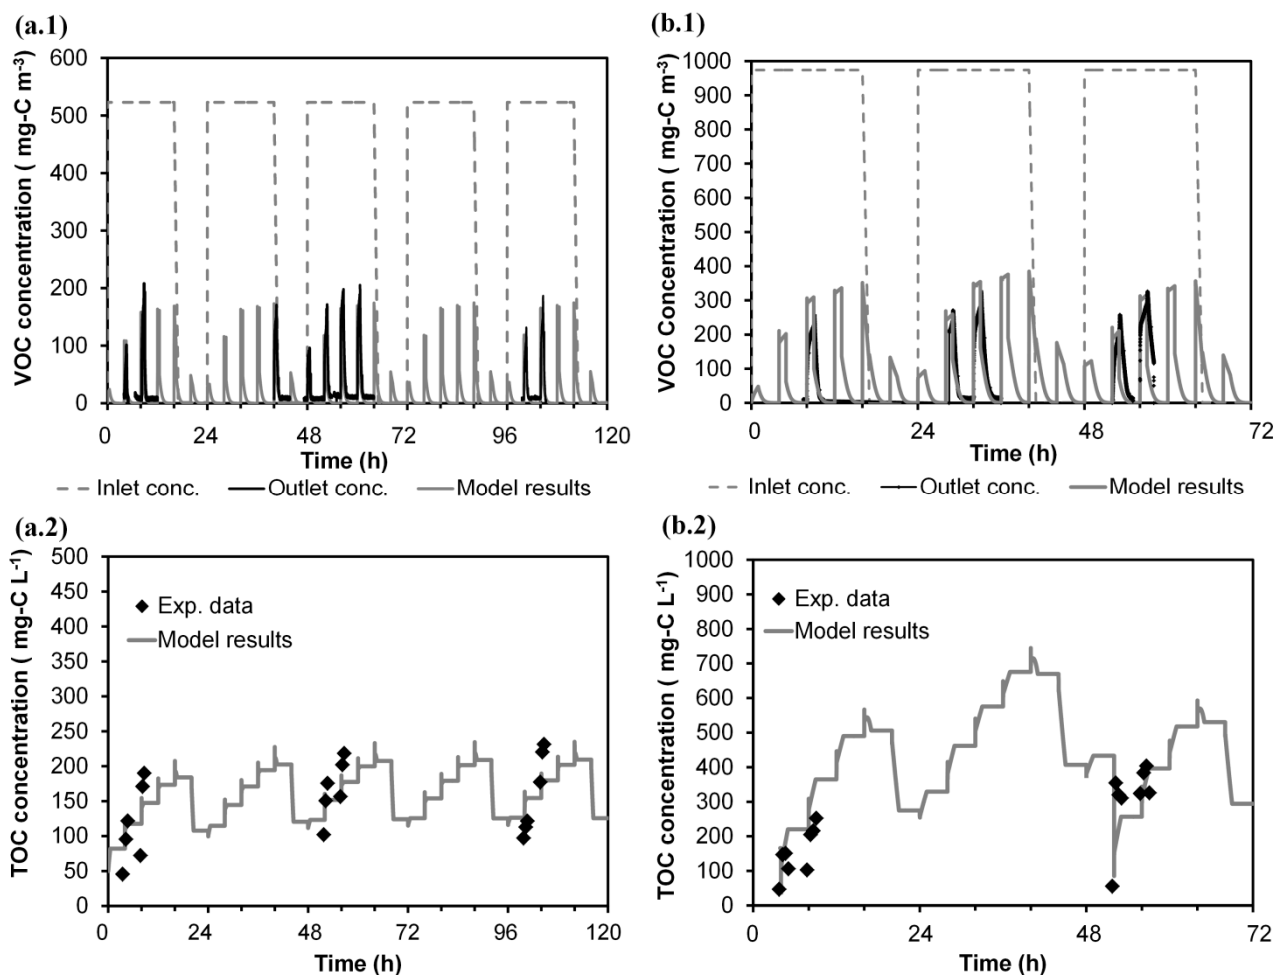 (a.1)
VOC concentration ( mg-C m⁻³)
600
500
400
300
200
100
0
0 24 48 72 96 120
Time (h)
Inlet conc. Outlet conc. Model results
(b.1)
VOC Concentration ( mg-C m⁻³)
1000
900
800
700
600
500
400
300
200
100
0
0 24 48 72
Time (h)
Inlet conc. Outlet conc. Model results
(a.2)
TOC concentration ( mg-C L⁻¹)
500
450
400
350
300
250
200
150
100
50
0
Exp. data
Model results
0 24 48 72 96 120
Time (h)
(b.2)
TOC concentration ( mg-C L⁻¹)
1000
900
800
700
600
500
400
300
200
100
0
Exp. data
Model results
0 24 48 72
Time (h)